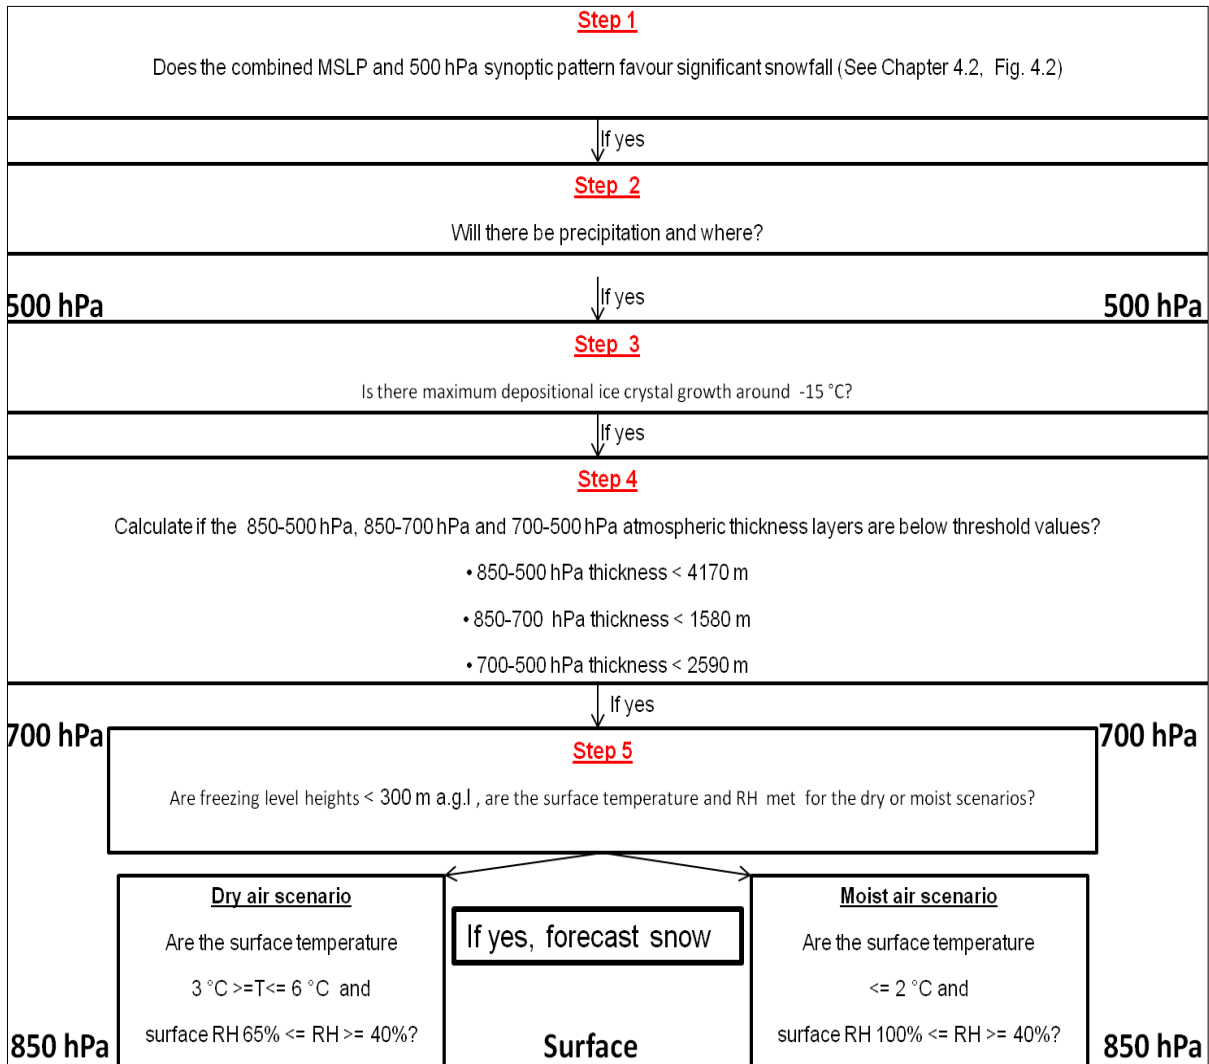 Step 1
Does the combined MSLP and 500 hPa synoptic pattern favour significant snowfall (See Chapter 4.2, Fig. 4.2)
If yes
Step 2
Will there be precipitation and where?
500 hPa
If yes
500 hPa
Step 3
Is there maximum depositional ice crystal growth around -15 °C?
If yes
Step 4
Calculate if the 850-500 hPa, 850-700 hPa and 700-500 hPa atmospheric thickness layers are below threshold values?
• 850-500 hPa thickness < 4170 m
• 850-700 hPa thickness < 1580 m
• 700-500 hPa thickness < 2590 m
If yes
700 hPa
700 hPa
Step 5
Are freezing level heights < 300 m a.g.l , are the surface temperature and RH met for the dry or moist scenarios?
Dry air scenario
Are the surface temperature
3 °C >=T<= 6 °C and
surface RH 65% <= RH >= 40%?
If yes, forecast snow
Moist air scenario
Are the surface temperature
<= 2 °C and
surface RH 100% <= RH >= 40%?
850 hPa
Surface
850 hPa